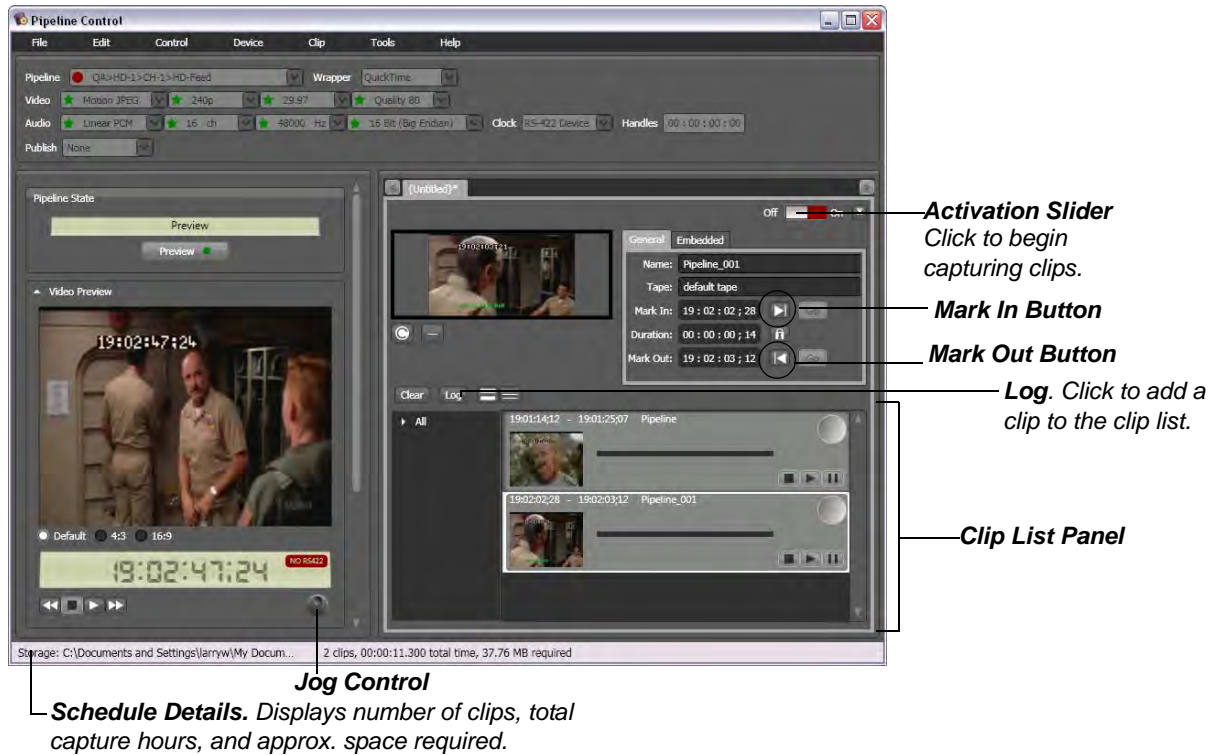 Pipeline Control
File Edit Control Device Clip Tools Help
Pipeline QA>HD-1>CH-1>HD-Feed Wrapper QuickTime
Video Motion JPEG 240p 29.97 Quality 80
Audio Linear PCM 16 ch 48000 Hz 16 Bit (Big Endian) Clock RS-422 Device Handles 00 : 00 : 00 : 00
Publish None
Pipeline State
Preview
Preview
Video Preview
19:02:47:24
Default 4:3 16:9
19:02:47;24 NO RS422
{Untitled}*
Off On
19:02:03:21
General Embedded
Name: Pipeline_001
Tape: default tape
Mark In: 19 : 02 : 02 ; 28 Go
Duration: 00 : 00 : 00 ; 14
Mark Out: 19 : 02 : 03 ; 12 Go
Clear Log
All
19:01:14;12 - 19:01:25;07 Pipeline
19:02:02;28 - 19:02:03;12 Pipeline_001
Storage: C:\Documents and Settings\larryw\My Docum... 2 clips, 00:00:11.300 total time, 37.76 MB required
Activation Slider
Click to begin
capturing clips.
Mark In Button
Mark Out Button
Log. Click to add a
clip to the clip list.
Clip List Panel
Jog Control
Schedule Details. Displays number of clips, total
capture hours, and approx. space required.